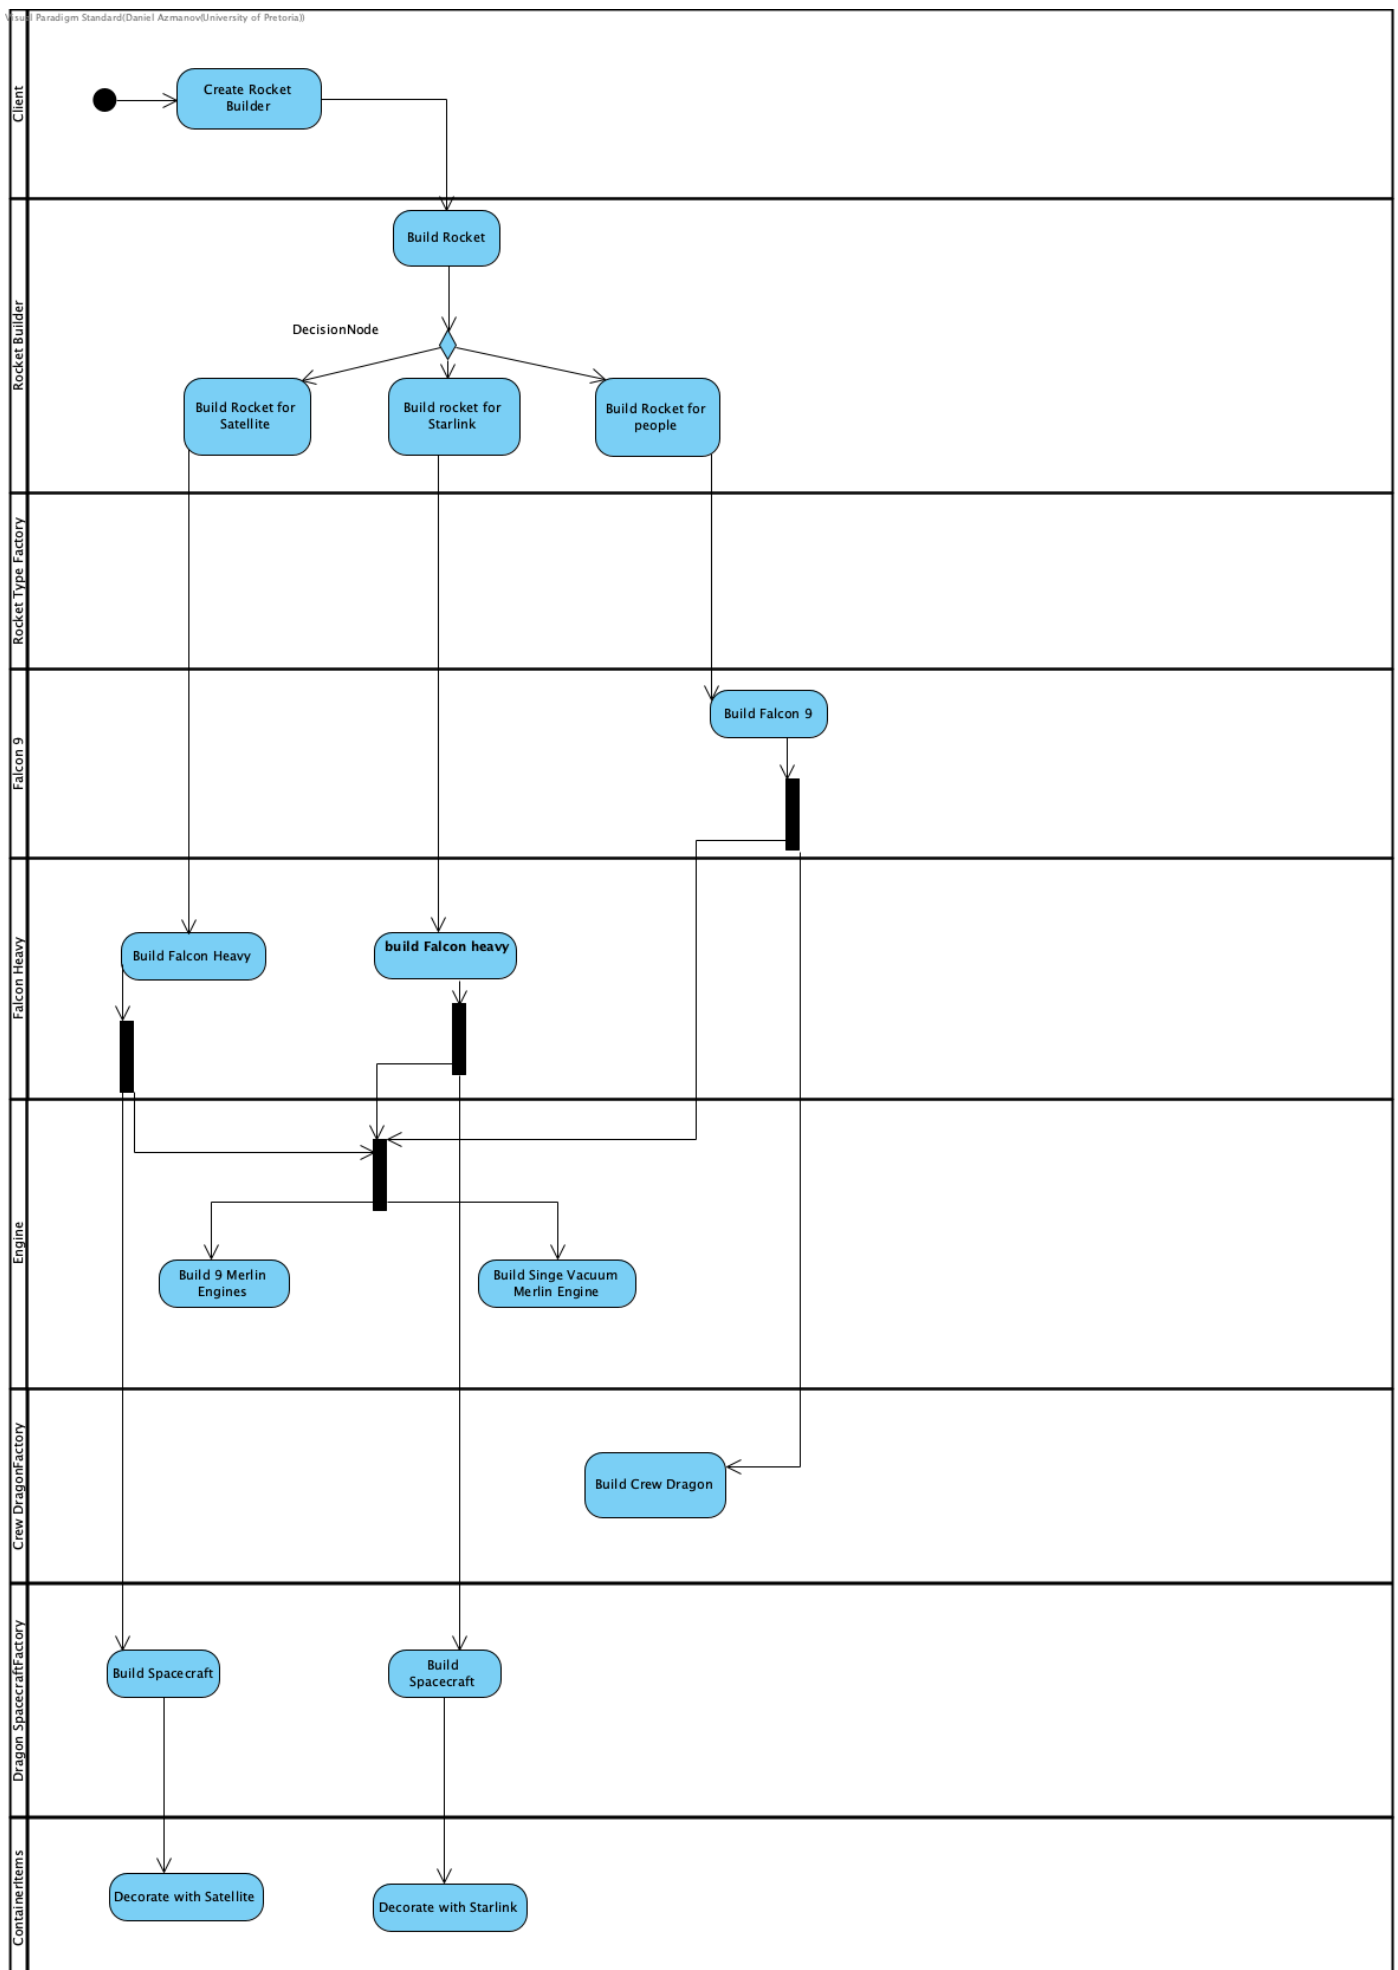 Visual Paradigm Standard(Daniel Azmanov(University of Pretoria))
Client
Create Rocket
Builder
Rocket Builder
Build Rocket
DecisionNode
Build Rocket for
Satellite
Build rocket for
Starlink
Build Rocket for
people
Rocket Type Factory
Falcon 9
Build Falcon 9
Falcon Heavy
Build Falcon Heavy
build Falcon heavy
Engine
Build 9 Merlin
Engines
Build Singe Vacuum
Merlin Engine
Crew DragonFactory
Build Crew Dragon
Dragon SpacecraftFactory
Build Spacecraft
Build
Spacecraft
ContainerItems
Decorate with Satellite
Decorate with Starlink